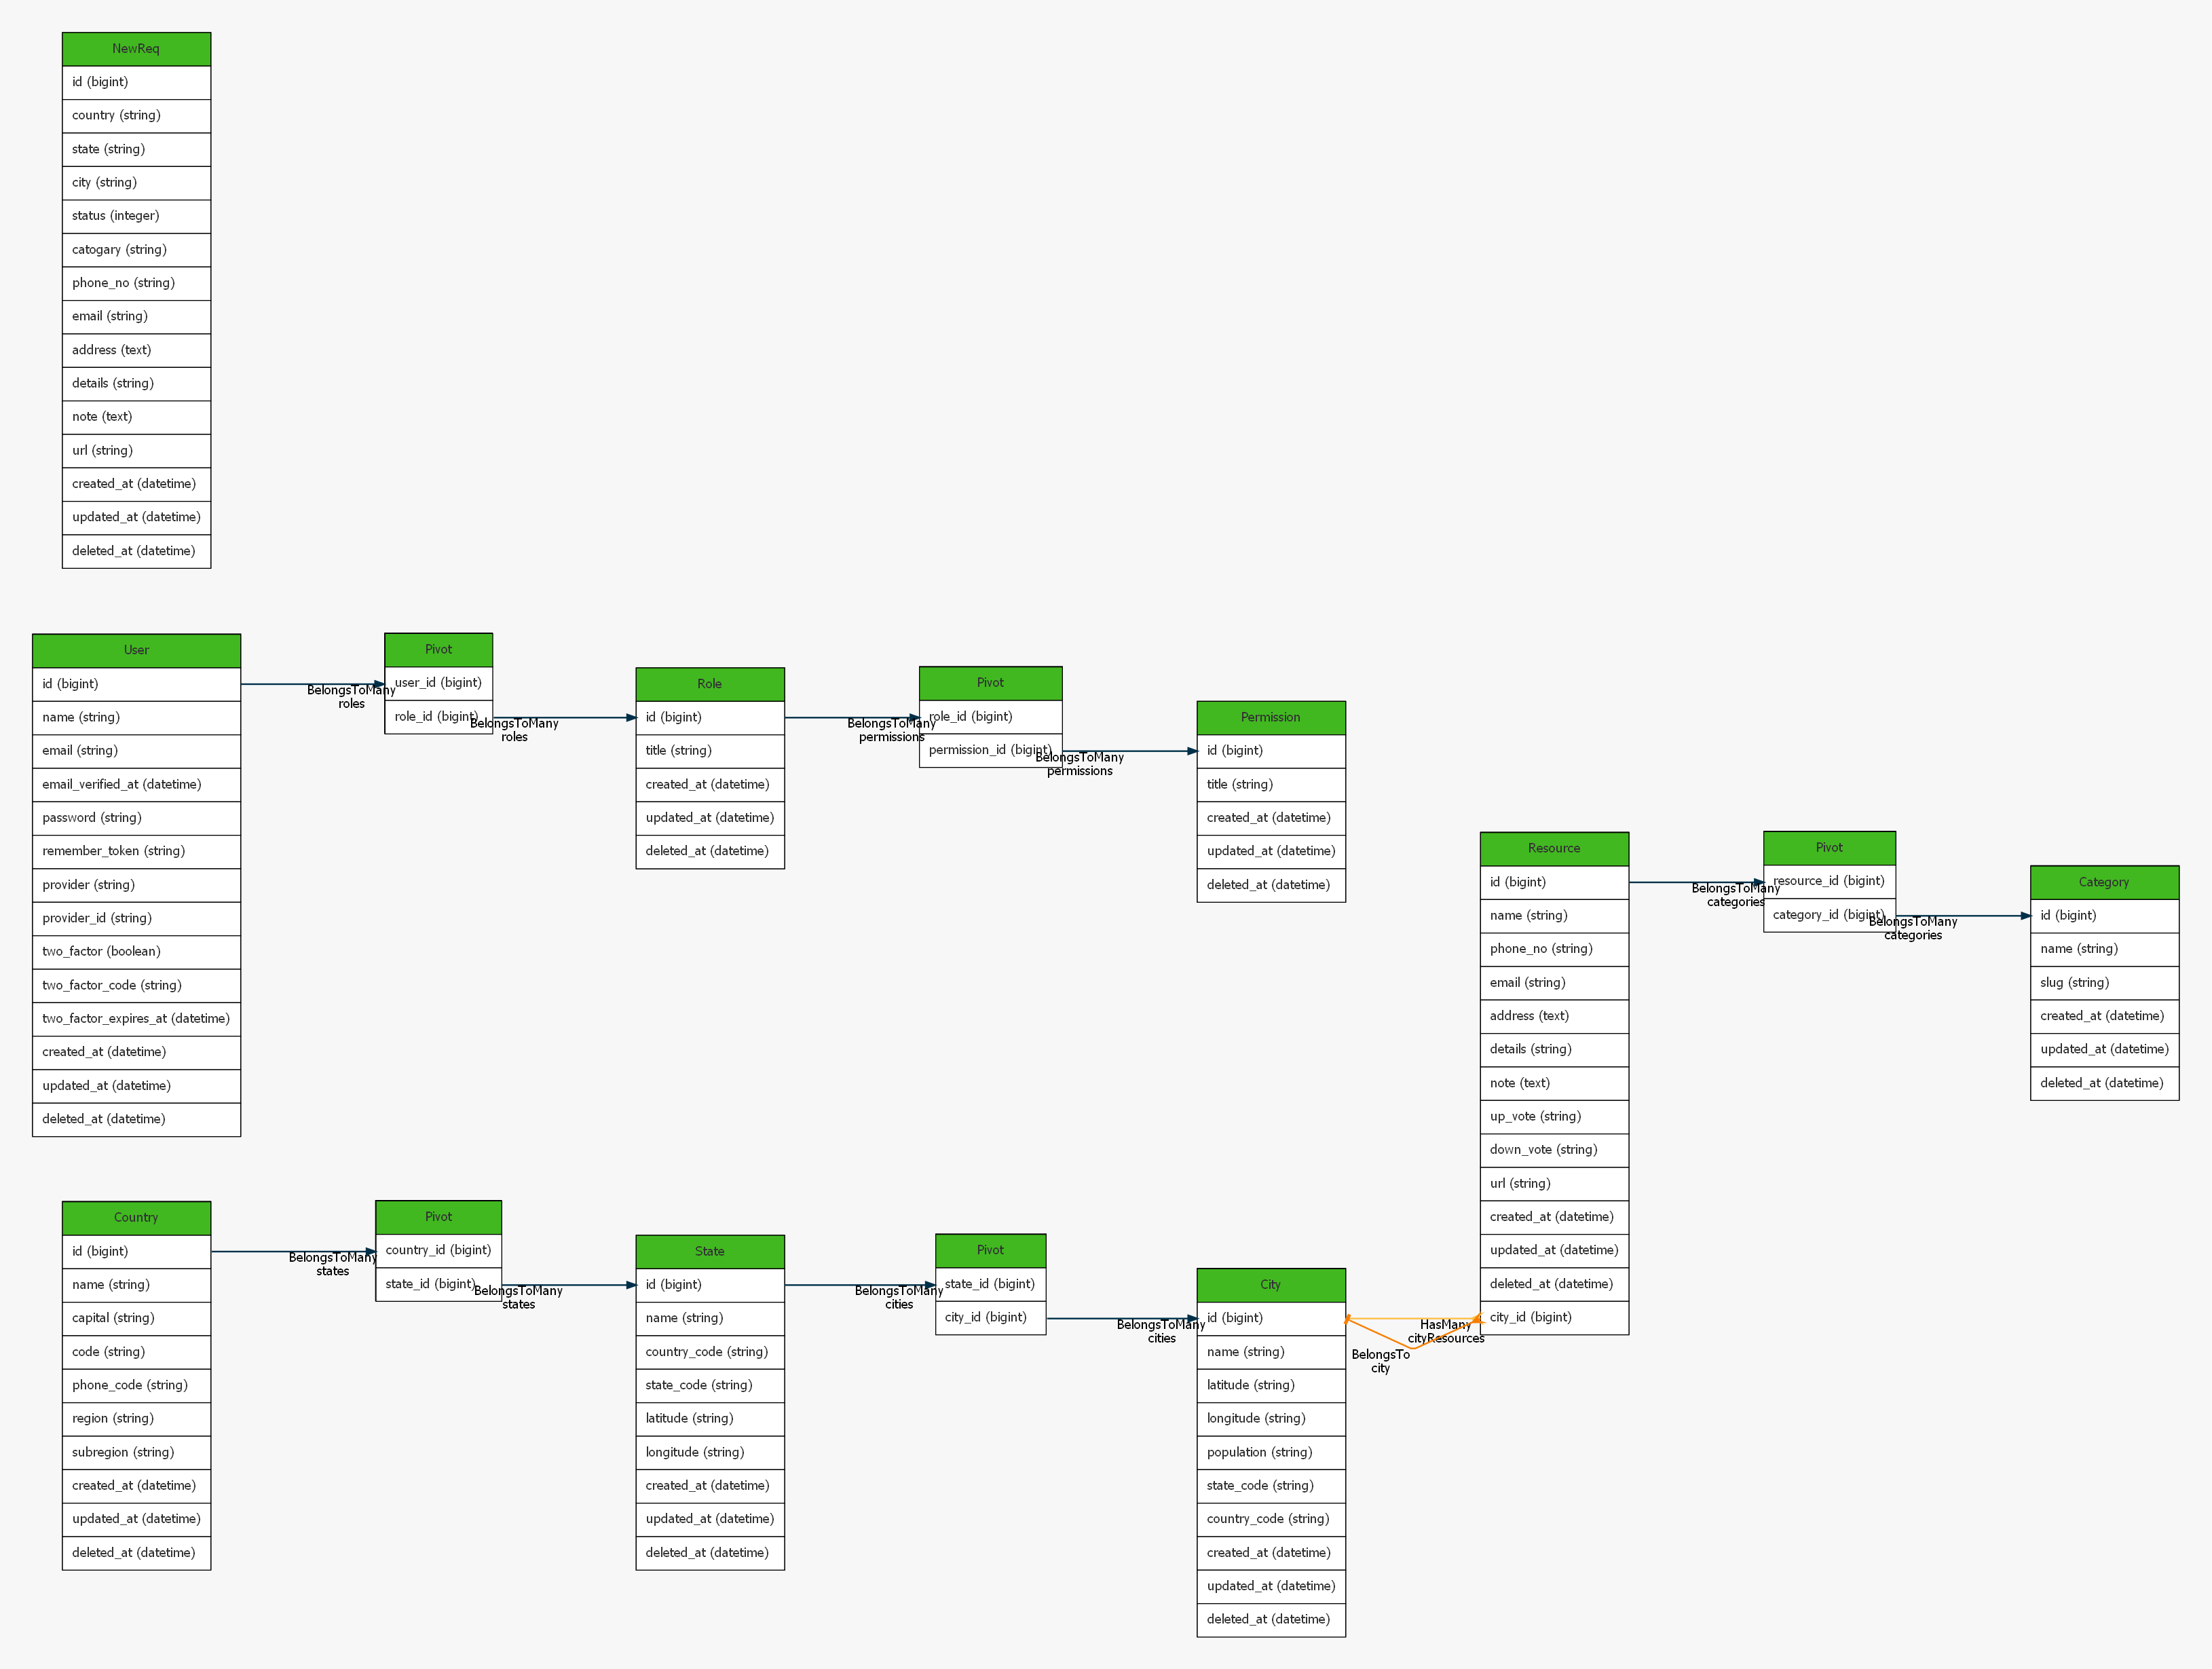 NewReq
id (bigint)
country (string)
state (string)
city (string)
status (integer)
catogary (string)
phone_no (string)
email (string)
address (text)
details (string)
note (text)
url (string)
created_at (datetime)
updated_at (datetime)
deleted_at (datetime)
User
id (bigint)
name (string)
email (string)
email_verified_at (datetime)
password (string)
remember_token (string)
provider (string)
provider_id (string)
two_factor (boolean)
two_factor_code (string)
two_factor_expires_at (datetime)
created_at (datetime)
updated_at (datetime)
deleted_at (datetime)
BelongsToMany
roles
Pivot
user_id (bigint)
role_id (bigint)
BelongsToMany
roles
Role
id (bigint)
title (string)
created_at (datetime)
updated_at (datetime)
deleted_at (datetime)
BelongsToMany
permissions
Pivot
role_id (bigint)
permission_id (bigint)
BelongsToMany
permissions
Permission
id (bigint)
title (string)
created_at (datetime)
updated_at (datetime)
deleted_at (datetime)
Resource
id (bigint)
name (string)
phone_no (string)
email (string)
address (text)
details (string)
note (text)
up_vote (string)
down_vote (string)
url (string)
created_at (datetime)
updated_at (datetime)
deleted_at (datetime)
city_id (bigint)
BelongsToMany
categories
Pivot
resource_id (bigint)
category_id (bigint)
BelongsToMany
categories
Category
id (bigint)
name (string)
slug (string)
created_at (datetime)
updated_at (datetime)
deleted_at (datetime)
Country
id (bigint)
name (string)
capital (string)
code (string)
phone_code (string)
region (string)
subregion (string)
created_at (datetime)
updated_at (datetime)
deleted_at (datetime)
BelongsToMany
states
Pivot
country_id (bigint)
state_id (bigint)
BelongsToMany
states
State
id (bigint)
name (string)
country_code (string)
state_code (string)
latitude (string)
longitude (string)
created_at (datetime)
updated_at (datetime)
deleted_at (datetime)
BelongsToMany
cities
Pivot
state_id (bigint)
city_id (bigint)
BelongsToMany
cities
City
id (bigint)
name (string)
latitude (string)
longitude (string)
population (string)
state_code (string)
country_code (string)
created_at (datetime)
updated_at (datetime)
deleted_at (datetime)
HasMany
cityResources
BelongsTo
city